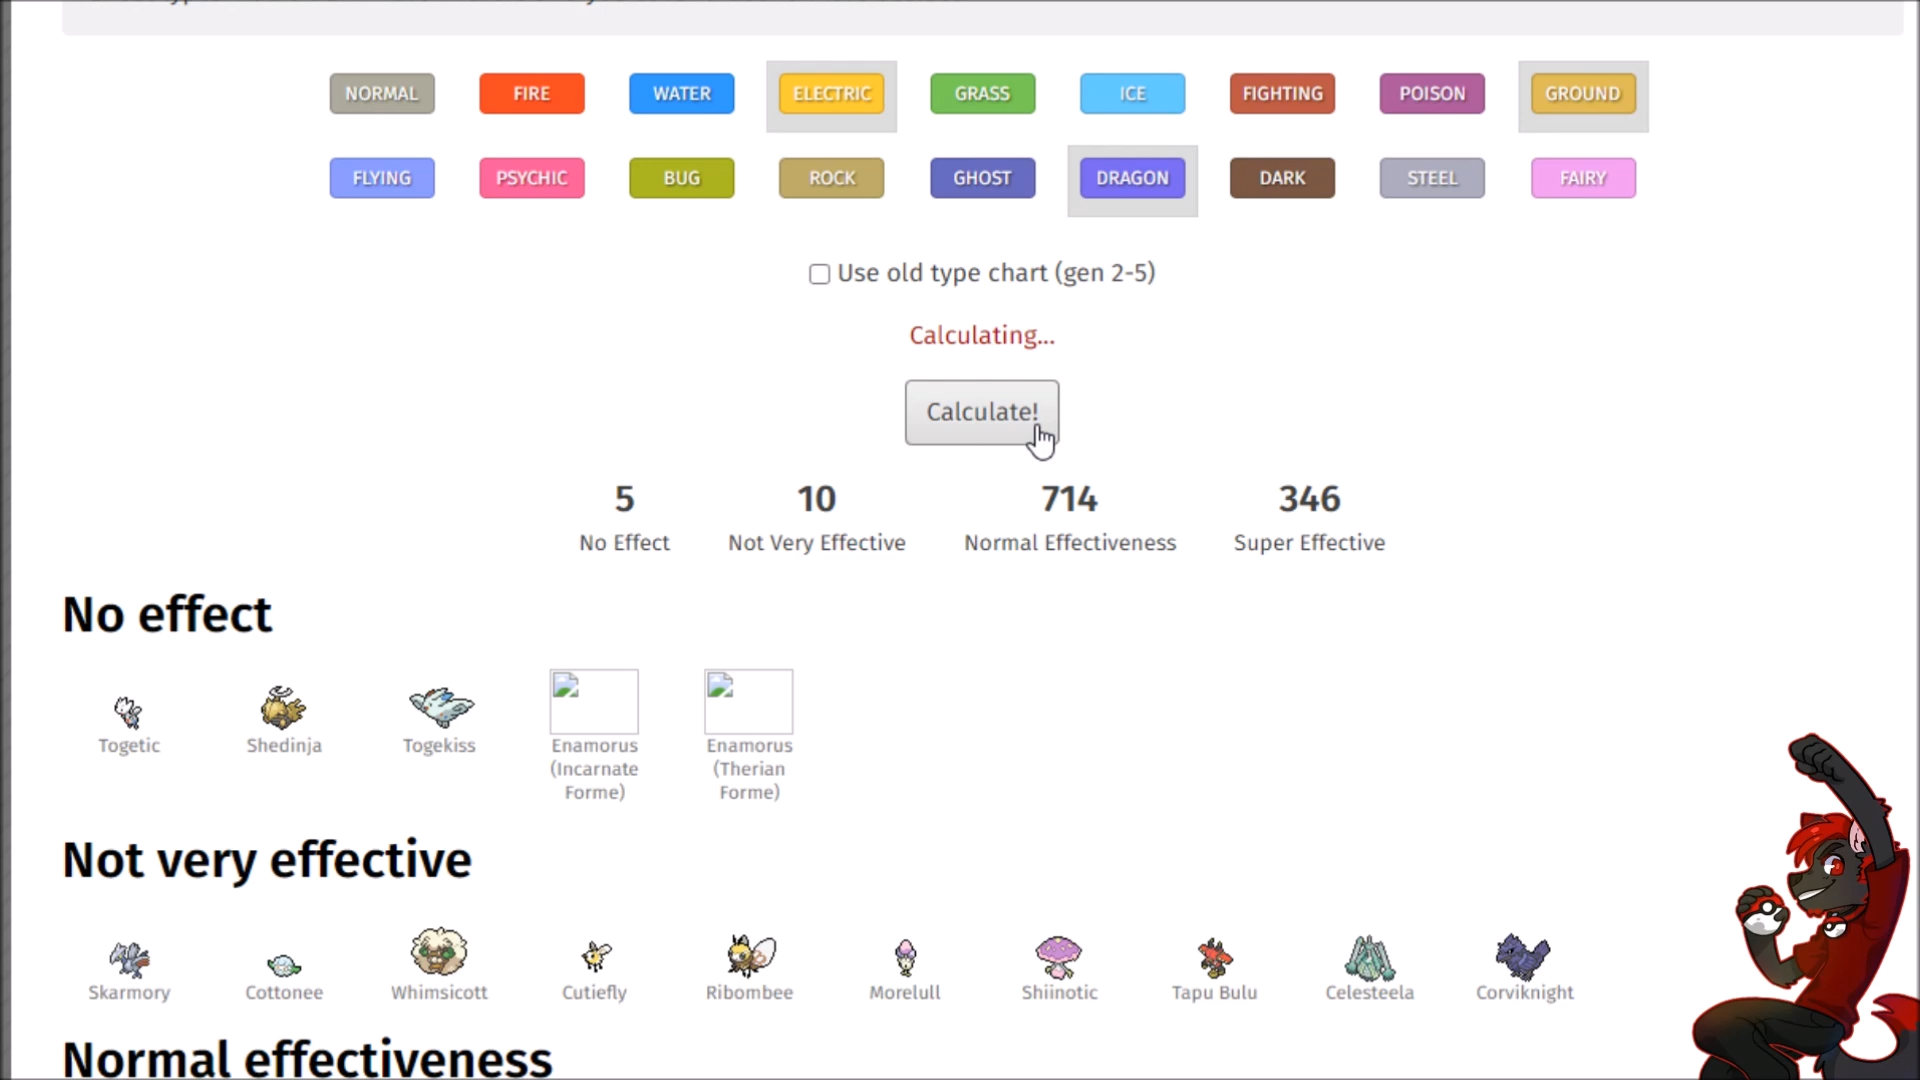 NORMAL FIRE WATER ELECTRIC GRASS ICE FIGHTING POISON GROUND
FLYING PSYCHIC BUG ROCK GHOST DRAGON DARK STEEL FAIRY
Use old type chart (gen 2-5)
Calculating...
Calculate!
5 10 714 346
No Effect Not Very Effective Normal Effectiveness Super Effective
No effect
Togetic Shedinja Togekiss Enamorus Enamorus
(Incarnate (Therian
Forme) Forme)
Not very effective
Skarmory Cottonee Whimsicott Cutiefly Ribombee Morelull Shiinotic Tapu Bulu Celesteela Corviknight
Normal effectiveness